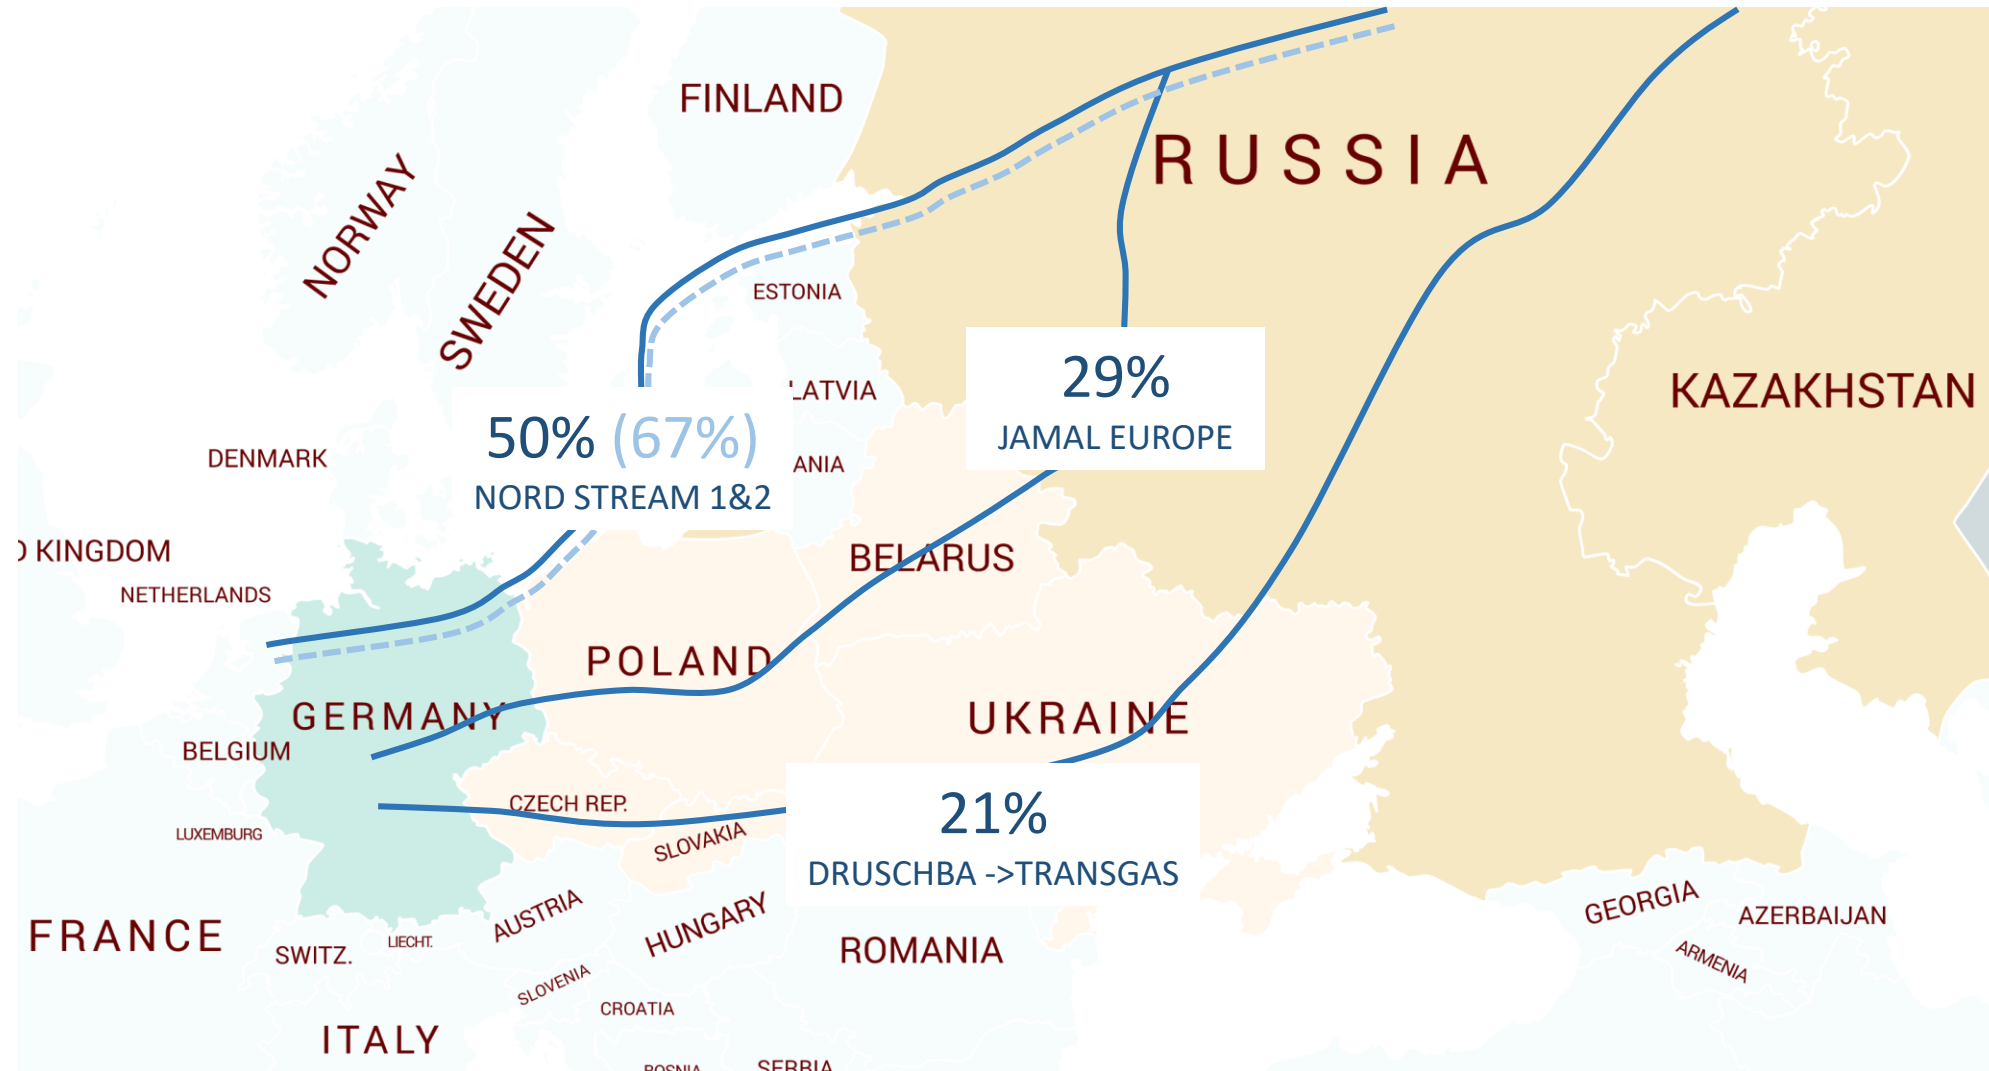 FINLAND
RUSSIA
NORWAY
SWEDEN
ESTONIA
29%
JAMAL EUROPE
LATVIA
KAZAKHSTAN
50% (67%)
NORD STREAM 1&2
DENMARK
ANIA
D KINGDOM
BELARUS
NETHERLANDS
POLAND
GERMANY
UKRAINE
BELGIUM
CZECH REP.
21%
DRUSCHBA ->TRANSGAS
LUXEMBURG
SLOVAKIA
AUSTRIA
HUNGARY
GEORGIA
AZERBAIJAN
FRANCE
SWITZ.
LIECHT.
ROMANIA
ARMENIA
SLOVENIA
CROATIA
ITALY
BOSNIA
SERBIA